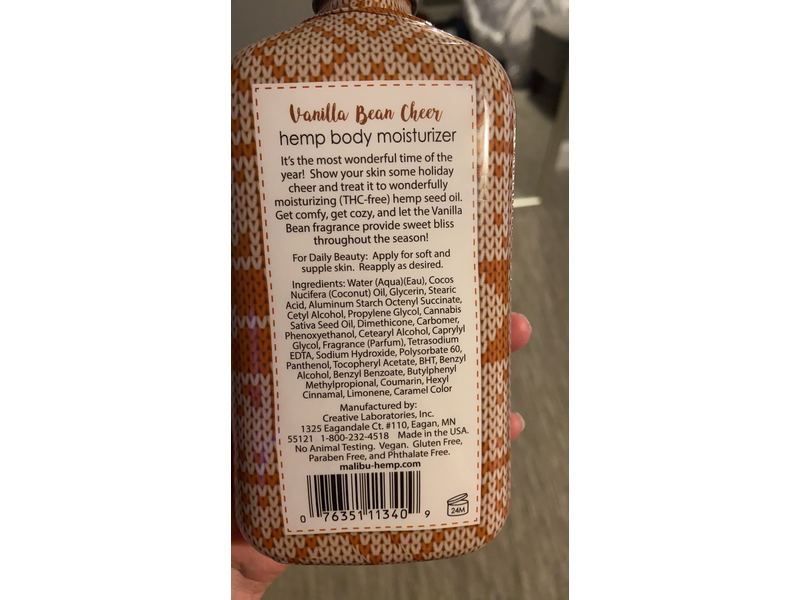 Vanilla Bean Cheer
hemp body moisturizer
It's the most wonderful time of the
year! Show your skin some holiday
cheer and treat it to wonderfully
moisturizing (THC-free) hemp seed oil.
Get comfy, get cozy, and let the Vanilla
Bean fragrance provide sweet bliss
throughout the season!
For Daily Beauty: Apply for soft and
supple skin. Reapply as desired.
Ingredients: Water (Aqua)(Eau), Cocos
Nucifera (Coconut) Oil, Glycerin, Stearic
Acid, Aluminum Starch Octenyl Succinate,
Cetyl Alcohol, Propylene Glycol, Cannabis
Sativa Seed Oil, Dimethicone, Carbomer,
Phenoxyethanol, Cetearyl Alcohol, Caprylyl
Glycol, Fragrance (Parfum), Tetrasodium
EDTA, Sodium Hydroxide, Polysorbate 60,
Panthenol, Tocopheryl Acetate, BHT, Benzyl
Alcohol, Benzyl Benzoate, Butylphenyl
Methylpropional, Coumarin, Hexyl
Cinnamal, Limonene, Caramel Color
Manufactured by:
Creative Laboratories, Inc.
1325 Eagandale Ct. #110, Eagan, MN
55121 1-800-232-4518 Made in the USA.
No Animal Testing. Vegan. Gluten Free,
Paraben Free, and Phthalate Free.
malibu-hemp.com
0 76351 11340 9
24M